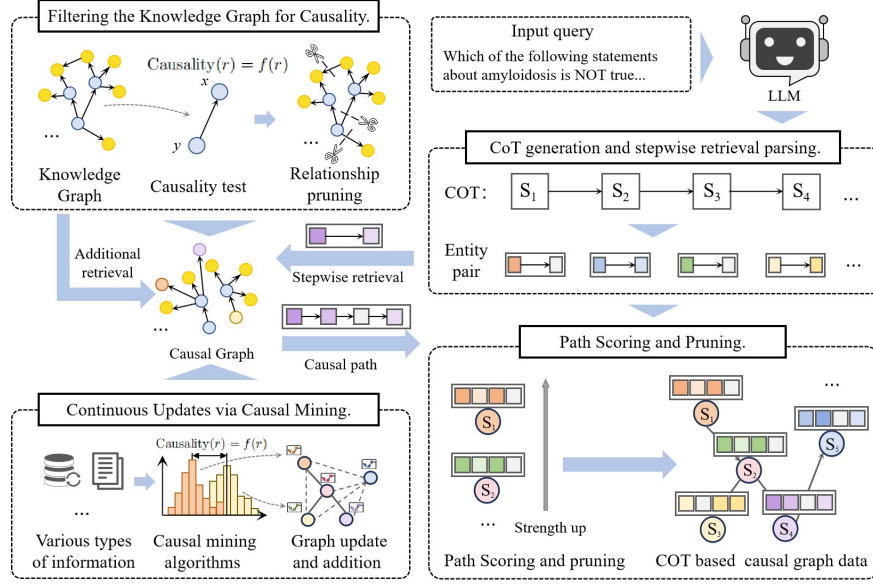 Filtering the Knowledge Graph for Causality.
Causality(r) = f(r)
x
y
...
...
Knowledge
Graph
Causality test
Relationship
pruning
Input query
Which of the following statements
about amyloidosis is NOT true...
LLM
CoT generation and stepwise retrieval parsing.
COT:
S1
S2
S3
S4
...
Entity
pair
...
Additional
retrieval
Stepwise retrieval
...
Causal Graph
Causal path
Continuous Updates via Causal Mining.
Causality(r) = f(r)
...
Various types
of information
Causal mining
algorithms
Graph update
and addition
Path Scoring and Pruning.
S1
S2
...
Strength up
Path Scoring and pruning
...
S1
S2
S3
S4
S5
COT based causal graph data